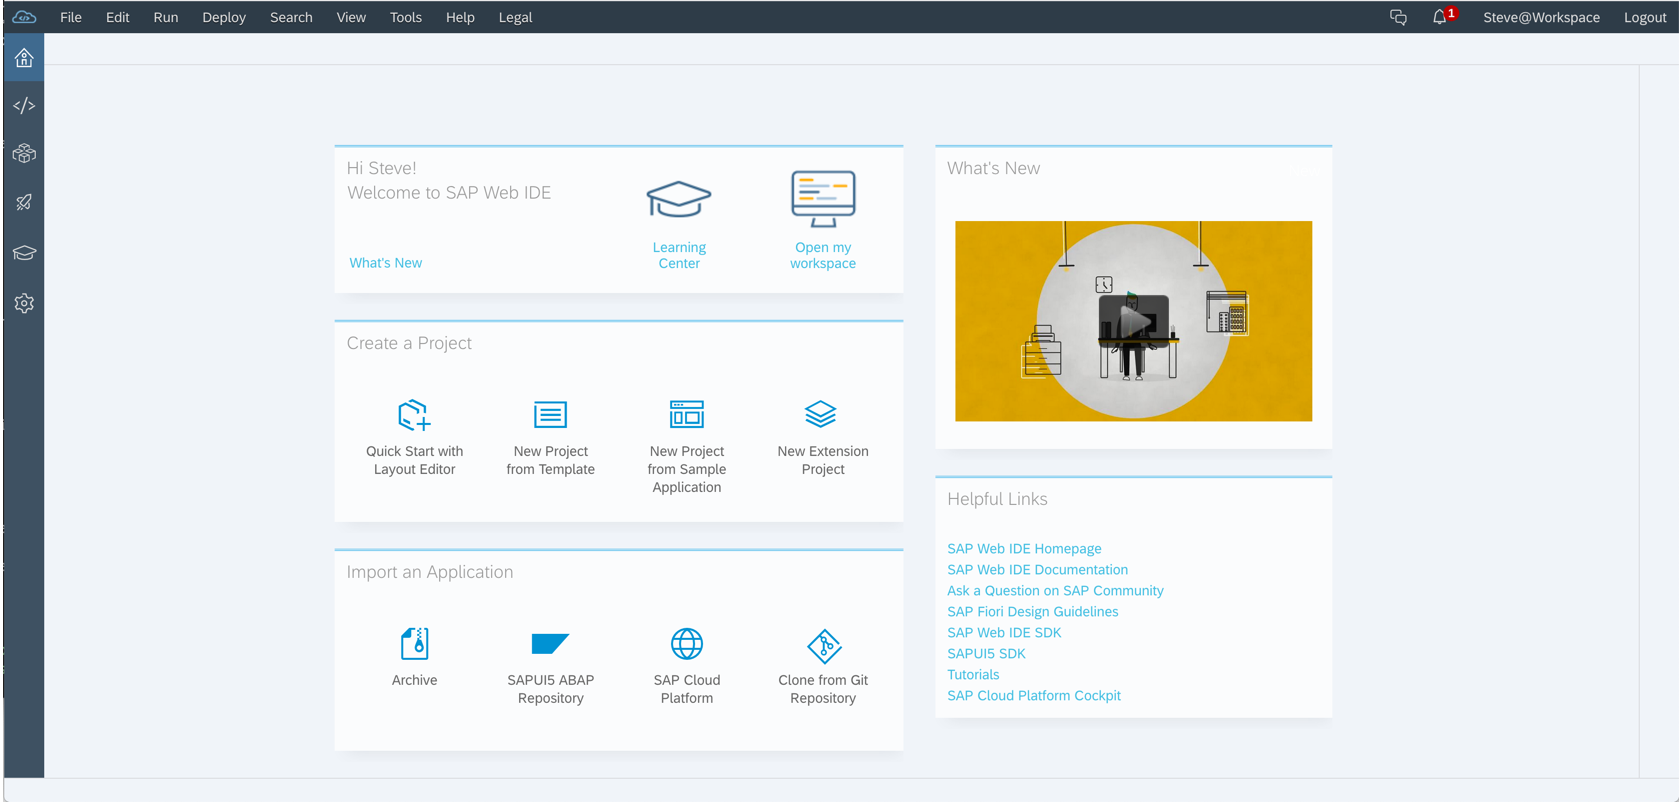 File Edit Run Deploy Search View Tools Help Legal 1 Steve@Workspace Logout
Hi Steve!
Welcome to SAP Web IDE
What's New
Learning
Center
Open my
workspace
Create a Project
Quick Start with
Layout Editor
New Project
from Template
New Project
from Sample
Application
New Extension
Project
Import an Application
Archive
SAPUI5 ABAP
Repository
SAP Cloud
Platform
Clone from Git
Repository
What's New
Helpful Links
SAP Web IDE Homepage
SAP Web IDE Documentation
Ask a Question on SAP Community
SAP Fiori Design Guidelines
SAP Web IDE SDK
SAPUI5 SDK
Tutorials
SAP Cloud Platform Cockpit